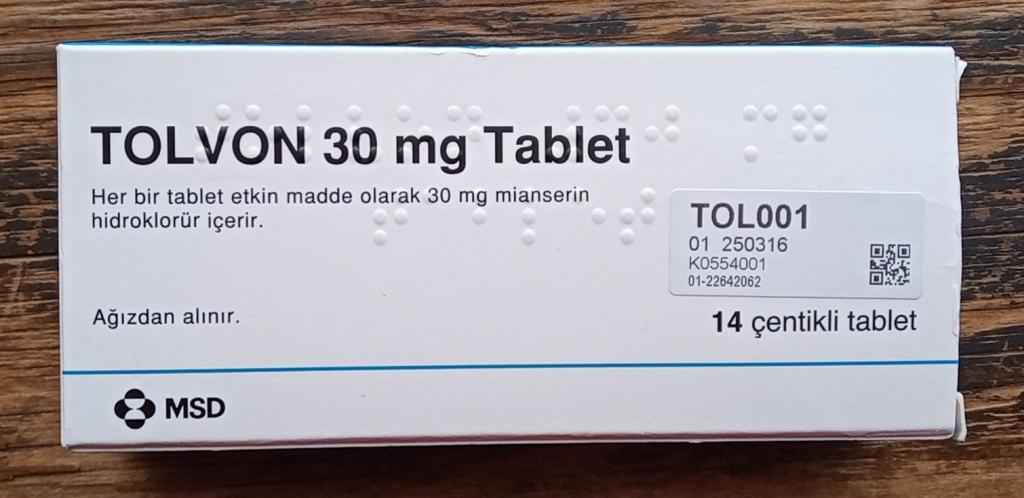 TOLVON 30 mg Tablet
Her bir tablet etkin madde olarak 30 mg mianserin
hidroklorür içerir.
TOL001
01 250316
K0554001
01-22642062
Ağızdan alınır.
14 çentikli tablet
MSD